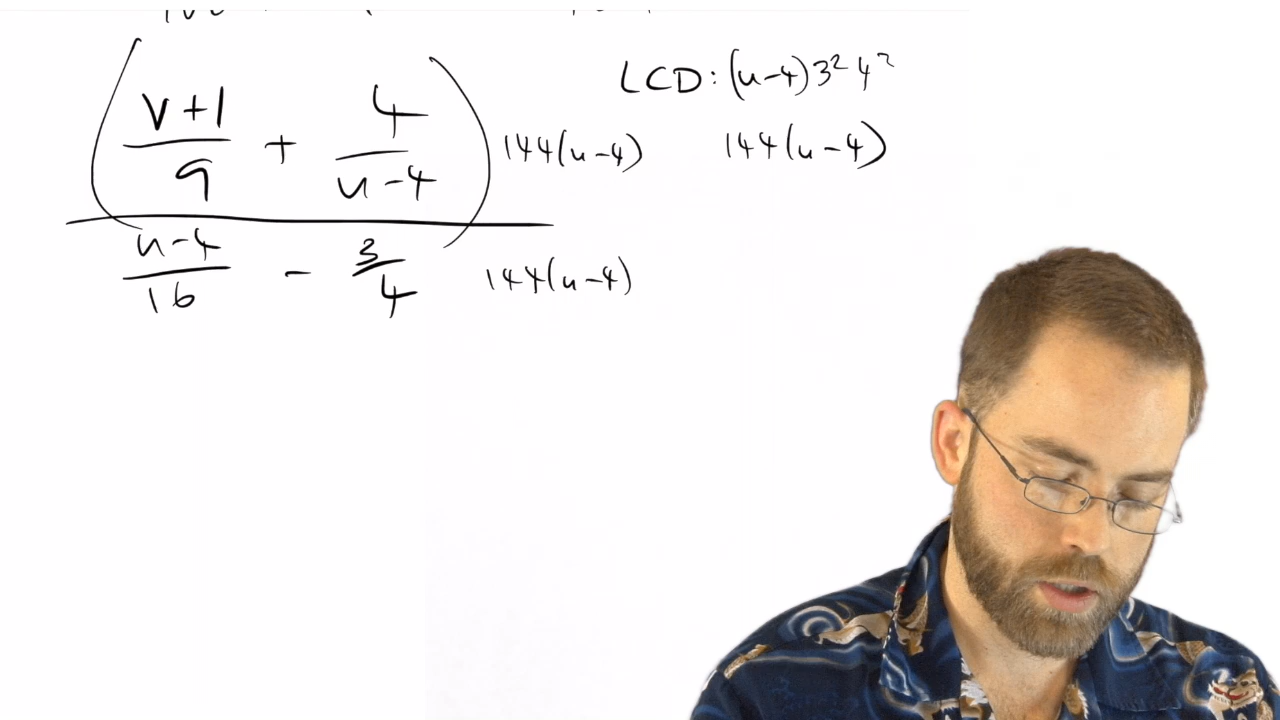 LCD: (u-4)3²4²
v+1 4
— + — 144(u-4) 144(u-4)
9 u-4
u-4 3
— - — 144(u-4)
16 4